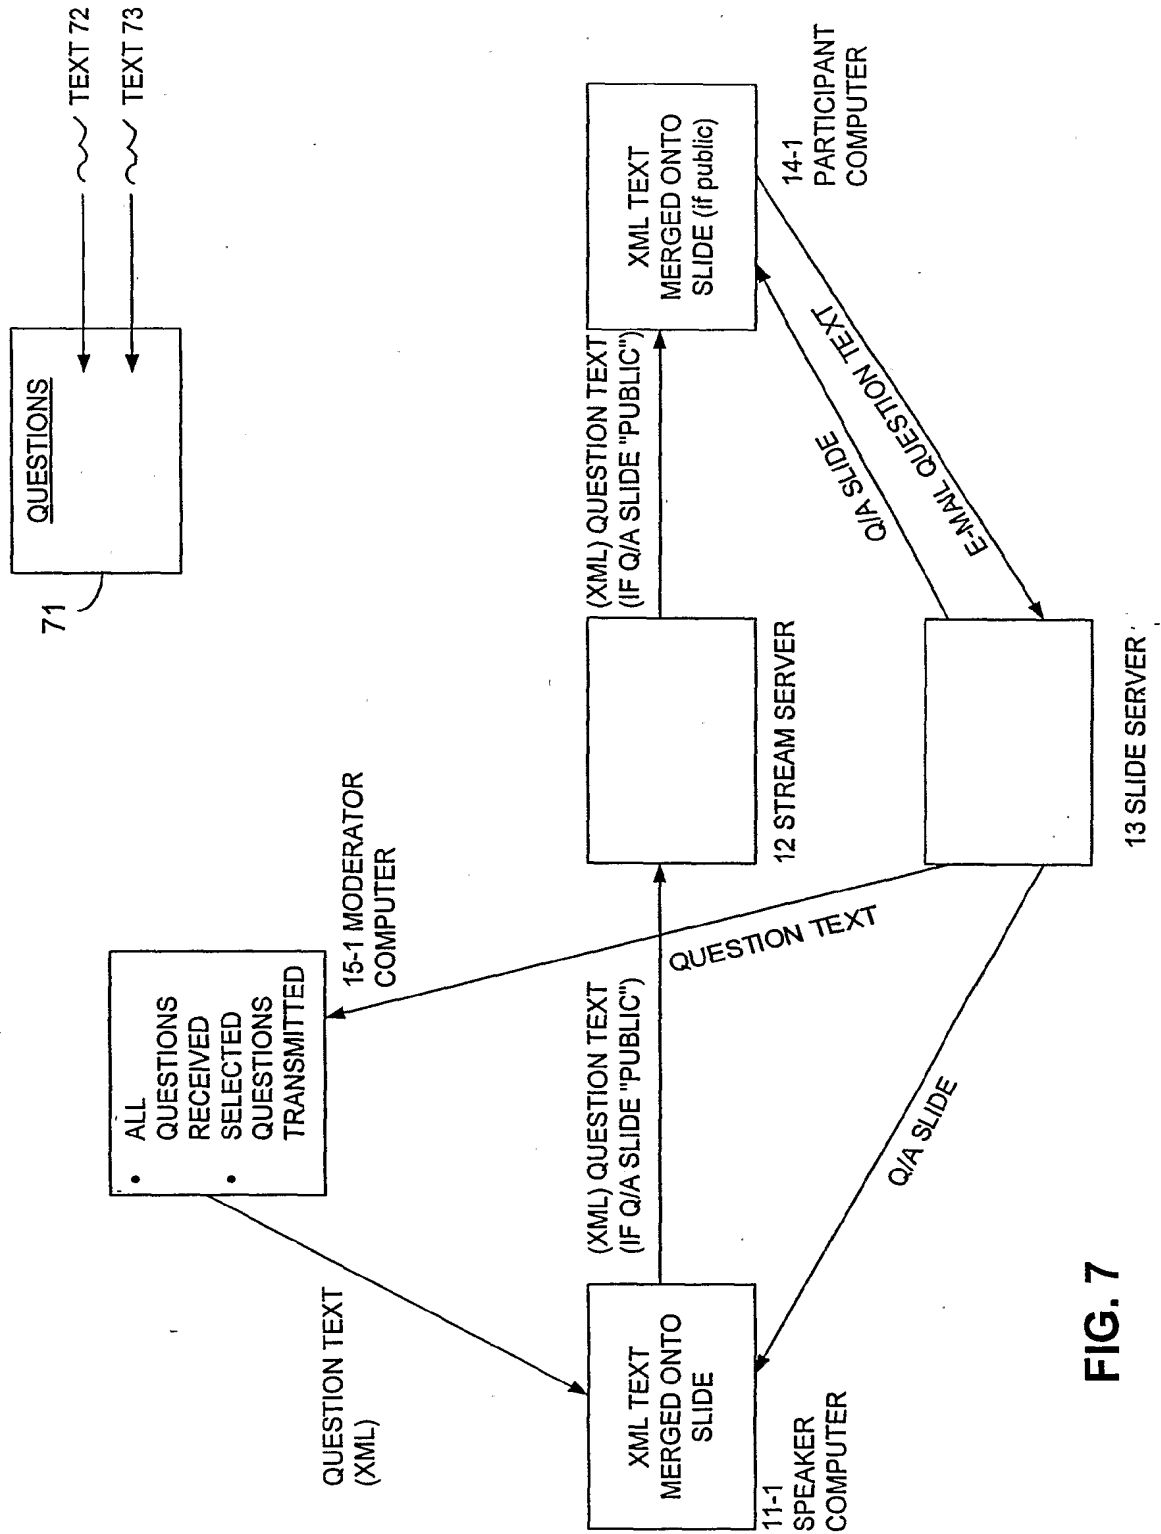 QUESTIONS
TEXT 72
TEXT 73
71
• ALL
QUESTIONS
RECEIVED
• SELECTED
QUESTIONS
TRANSMITTED
15-1 MODERATOR
COMPUTER
QUESTION TEXT
(XML)
XML TEXT
MERGED ONTO
SLIDE
11-1
SPEAKER
COMPUTER
(XML) QUESTION TEXT
(IF Q/A SLIDE "PUBLIC")
QUESTION TEXT
12 STREAM SERVER
(XML) QUESTION TEXT
(IF Q/A SLIDE "PUBLIC")
XML TEXT
MERGED ONTO
SLIDE (if public)
14-1
PARTICIPANT
COMPUTER
Q/A SLIDE
Q/A SLIDE
E-MAIL QUESTION TEXT
13 SLIDE SERVER
FIG. 7